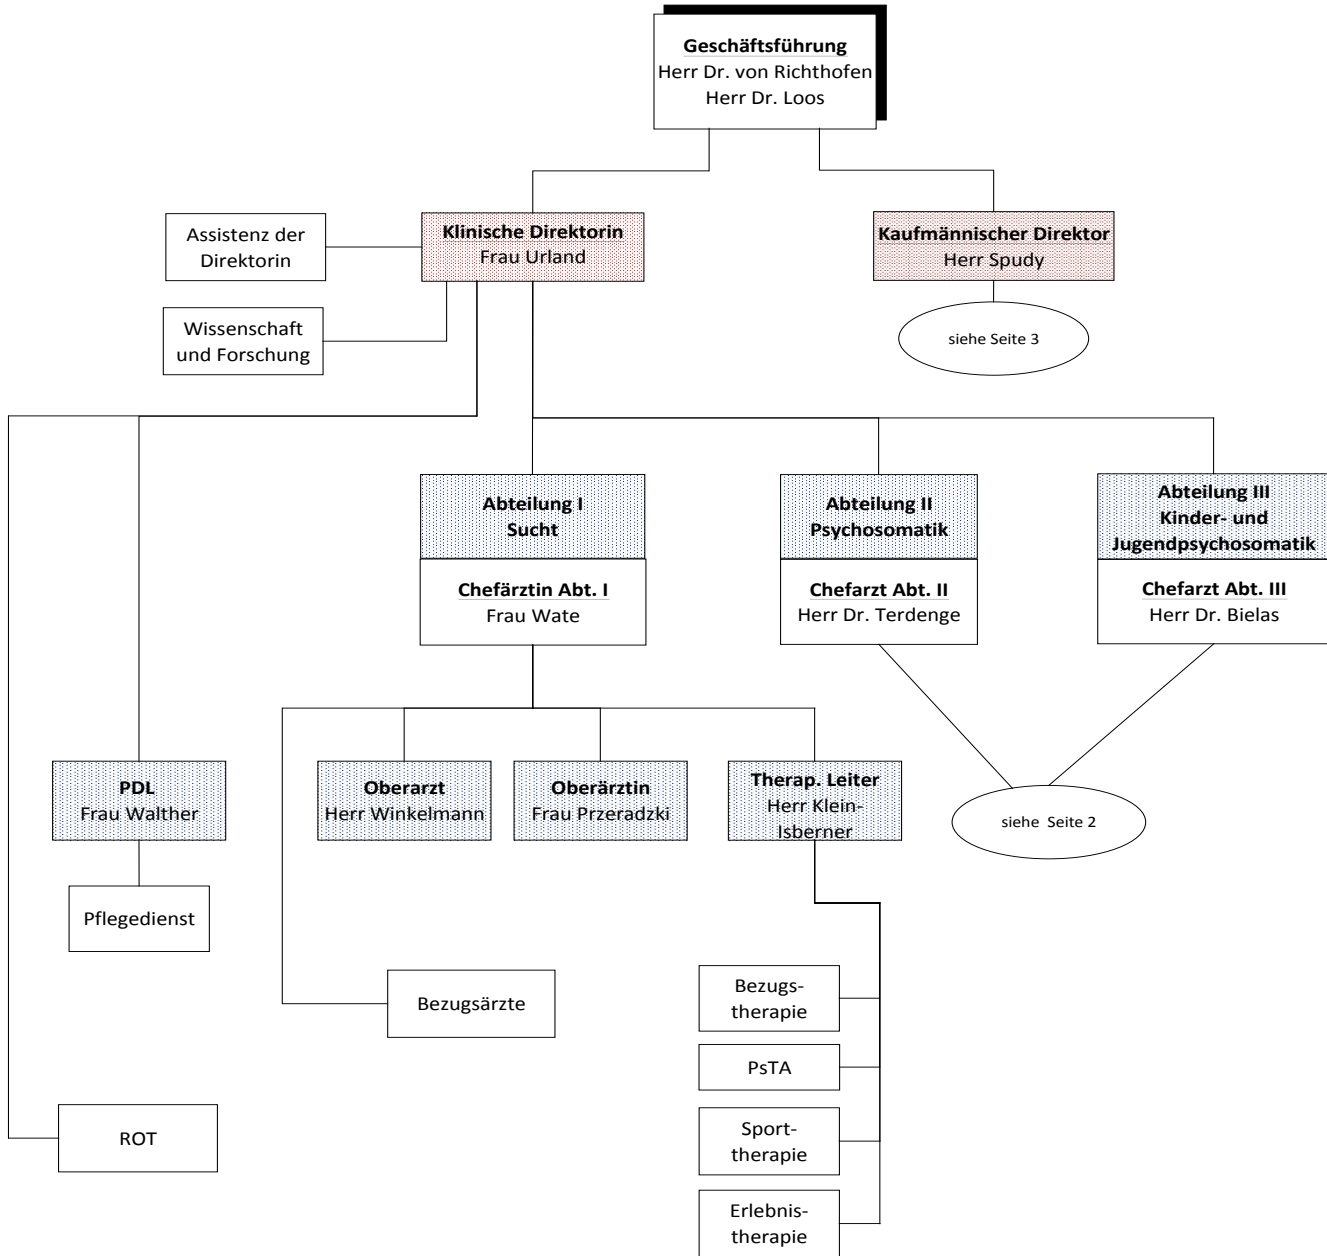 Geschäftsführung
Herr Dr. von Richthofen
Herr Dr. Loos
Assistenz der
Direktorin
Klinische Direktorin
Frau Urland
Kaufmännischer Direktor
Herr Spudy
Wissenschaft
und Forschung
siehe Seite 3
Abteilung I
Sucht
Chefärztin Abt. I
Frau Wate
Abteilung II
Psychosomatik
Chefarzt Abt. II
Herr Dr. Terdenge
Abteilung III
Kinder- und
Jugendpsychosomatik
Chefarzt Abt. III
Herr Dr. Bielas
PDL
Frau Walther
Oberarzt
Herr Winkelmann
Oberärztin
Frau Przeradzki
Therap. Leiter
Herr Klein-
Isberner
siehe Seite 2
Pflegedienst
Bezugsärzte
Bezugs-
therapie
PsTA
ROT
Sport-
therapie
Erlebnis-
therapie